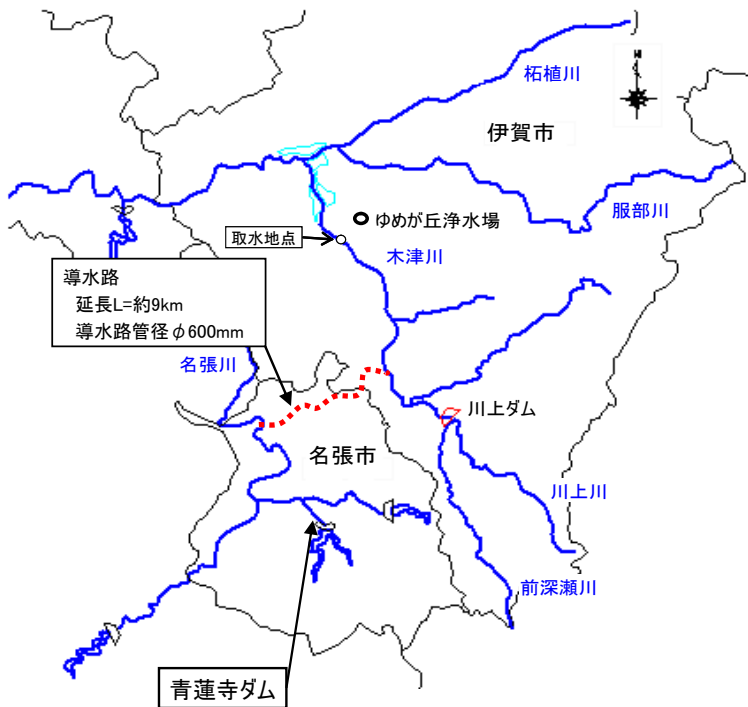 N
柘植川
伊賀市
服部川
ゆめが丘浄水場
取水地点
木津川
導水路
延長L=約9km
導水路管径φ600mm
名張川
川上ダム
名張市
川上川
前深瀬川
青蓮寺ダム